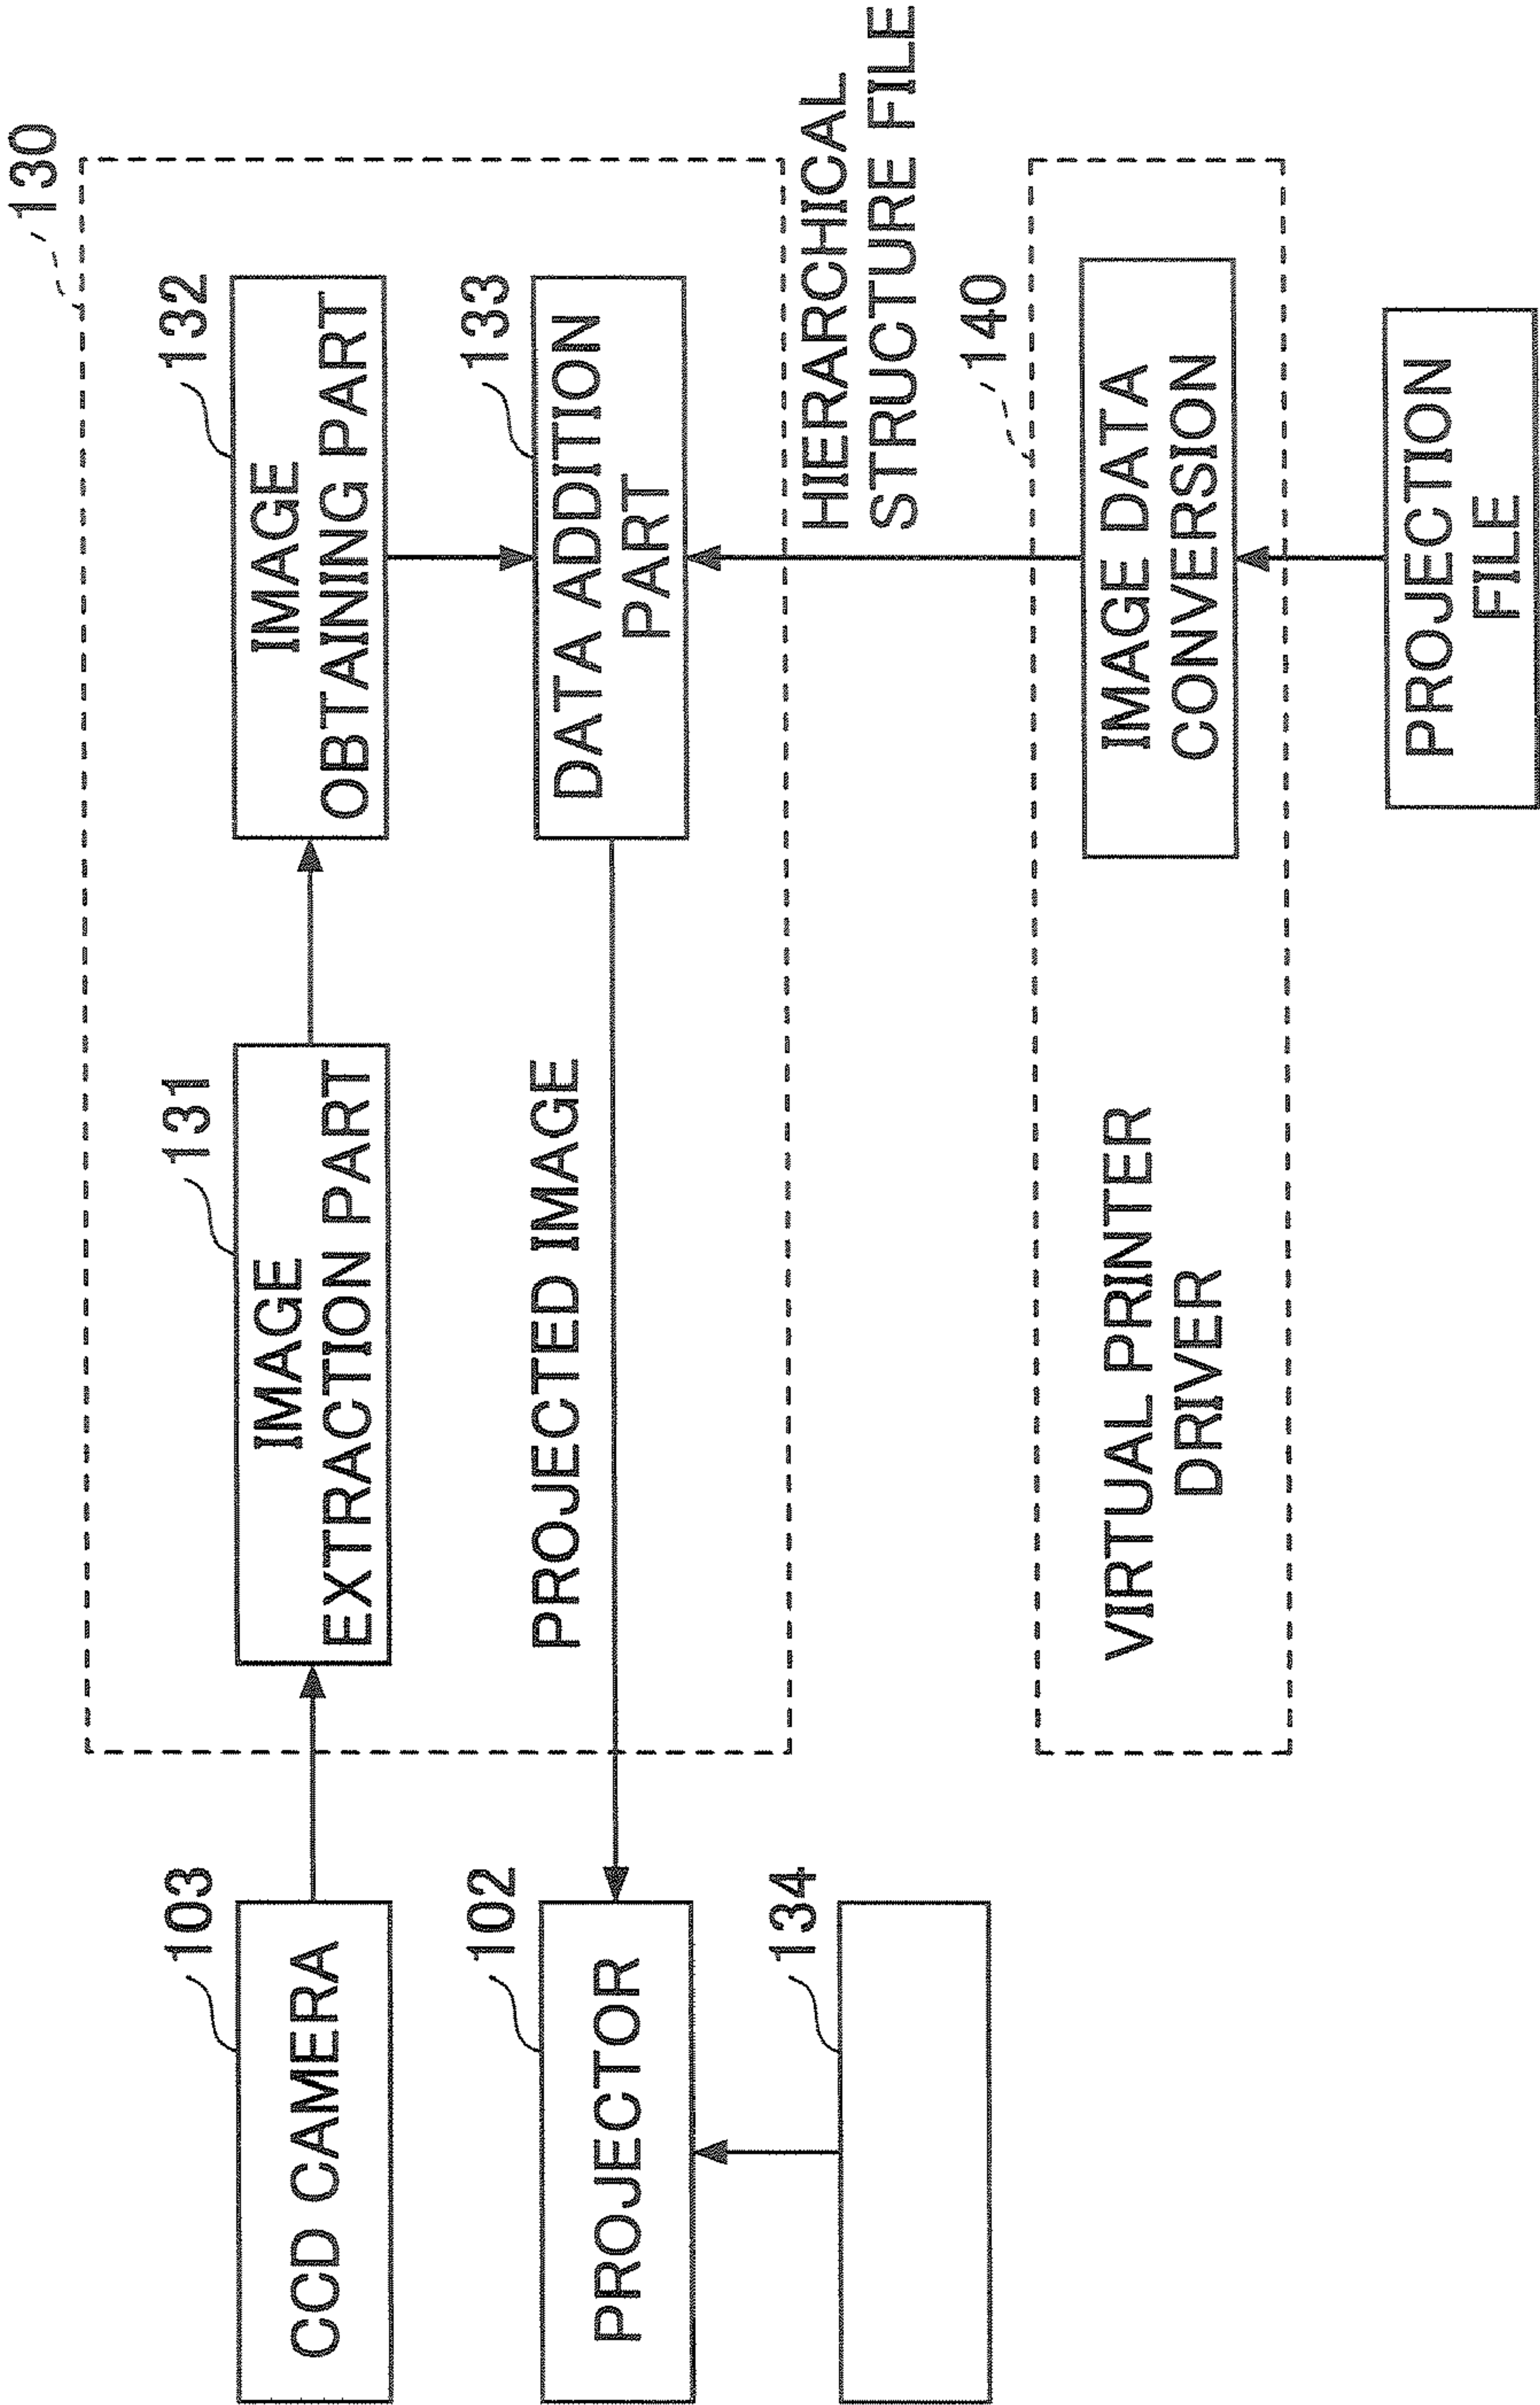 130
103
CCD CAMERA
131
IMAGE
EXTRACTION PART
132
IMAGE
OBTAINING PART
102
PROJECTOR
PROJECTED IMAGE
133
DATA ADDITION
PART
134
HIERARCHICAL
STRUCTURE FILE
140
VIRTUAL PRINTER
DRIVER
IMAGE DATA
CONVERSION
PROJECTION
FILE